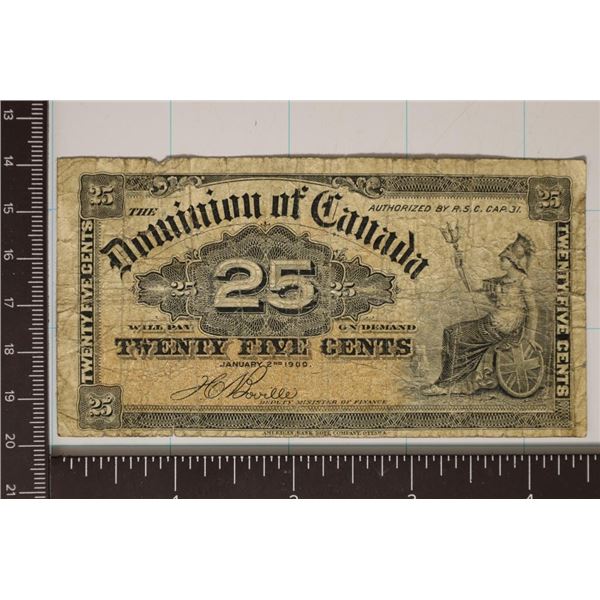 25 25
THE Dominion of Canada
AUTHORIZED BY R.S.C. CAP. 31.
TWENTY FIVE CENTS
25 25 25
TWENTY FIVE CENTS
WILL PAY ON DEMAND
TWENTY FIVE CENTS
JANUARY 2ND 1900.
J C Boville
DEPUTY MINISTER OF FINANCE
25
AMERICAN BANK NOTE COMPANY, OTTAWA.
13
14
15
16
17
18
19
20
21
1 2 3 4